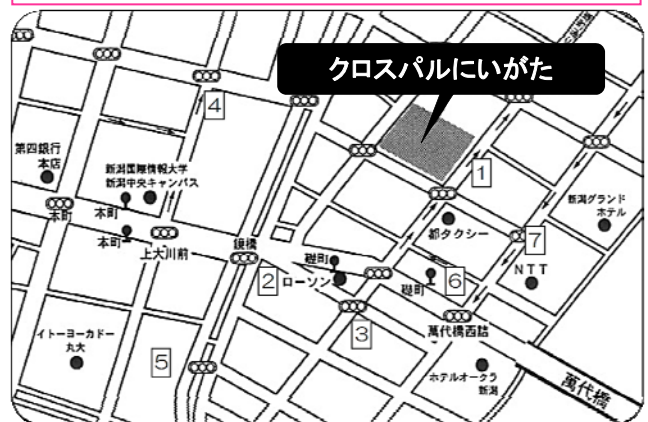 クロスパルにいがた
4
1
第四銀行
本店
新潟国際情報大学
新潟中央キャンパス
本町
本町
本町
上大川前
鏡橋
都タクシー
新潟グランド
ホテル
7
NTT
礎町
2
ローソン
礎町
6
3
萬代橋西詰
イトーヨーカドー
丸大
5
ホテルオークラ
新潟
萬代橋